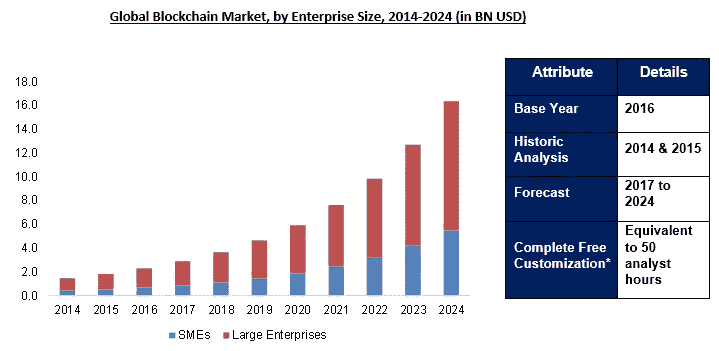 Global Blockchain Market, by Enterprise Size, 2014-2024 (in BN USD)
18.0
16.0
14.0
12.0
10.0
8.0
6.0
4.0
2.0
0.0
2014 2015 2016 2017 2018 2019 2020 2021 2022 2023 2024
SMEs Large Enterprises
Attribute Details
Base Year 2016
Historic
Analysis
2014 & 2015
Forecast
2017 to
2024
Complete Free
Customization*
Equivalent
to 50
analyst
hours